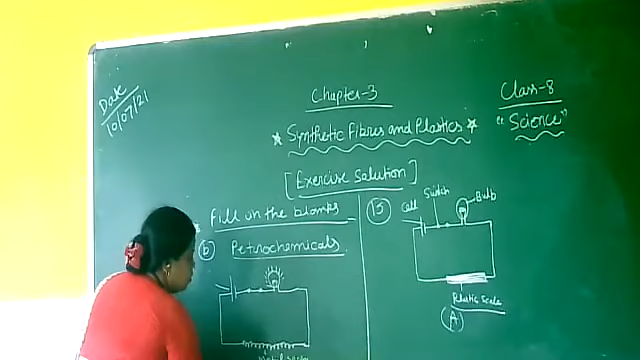 Date
10/07/21
Chapter-3
Class-8
"Science"
Synthetic Fibres and Plastics
[Exercise Solution]
Fill in the blanks
(b) Petrochemicals
(15) Cell Switch Bulb
Plastic Scale
(A)